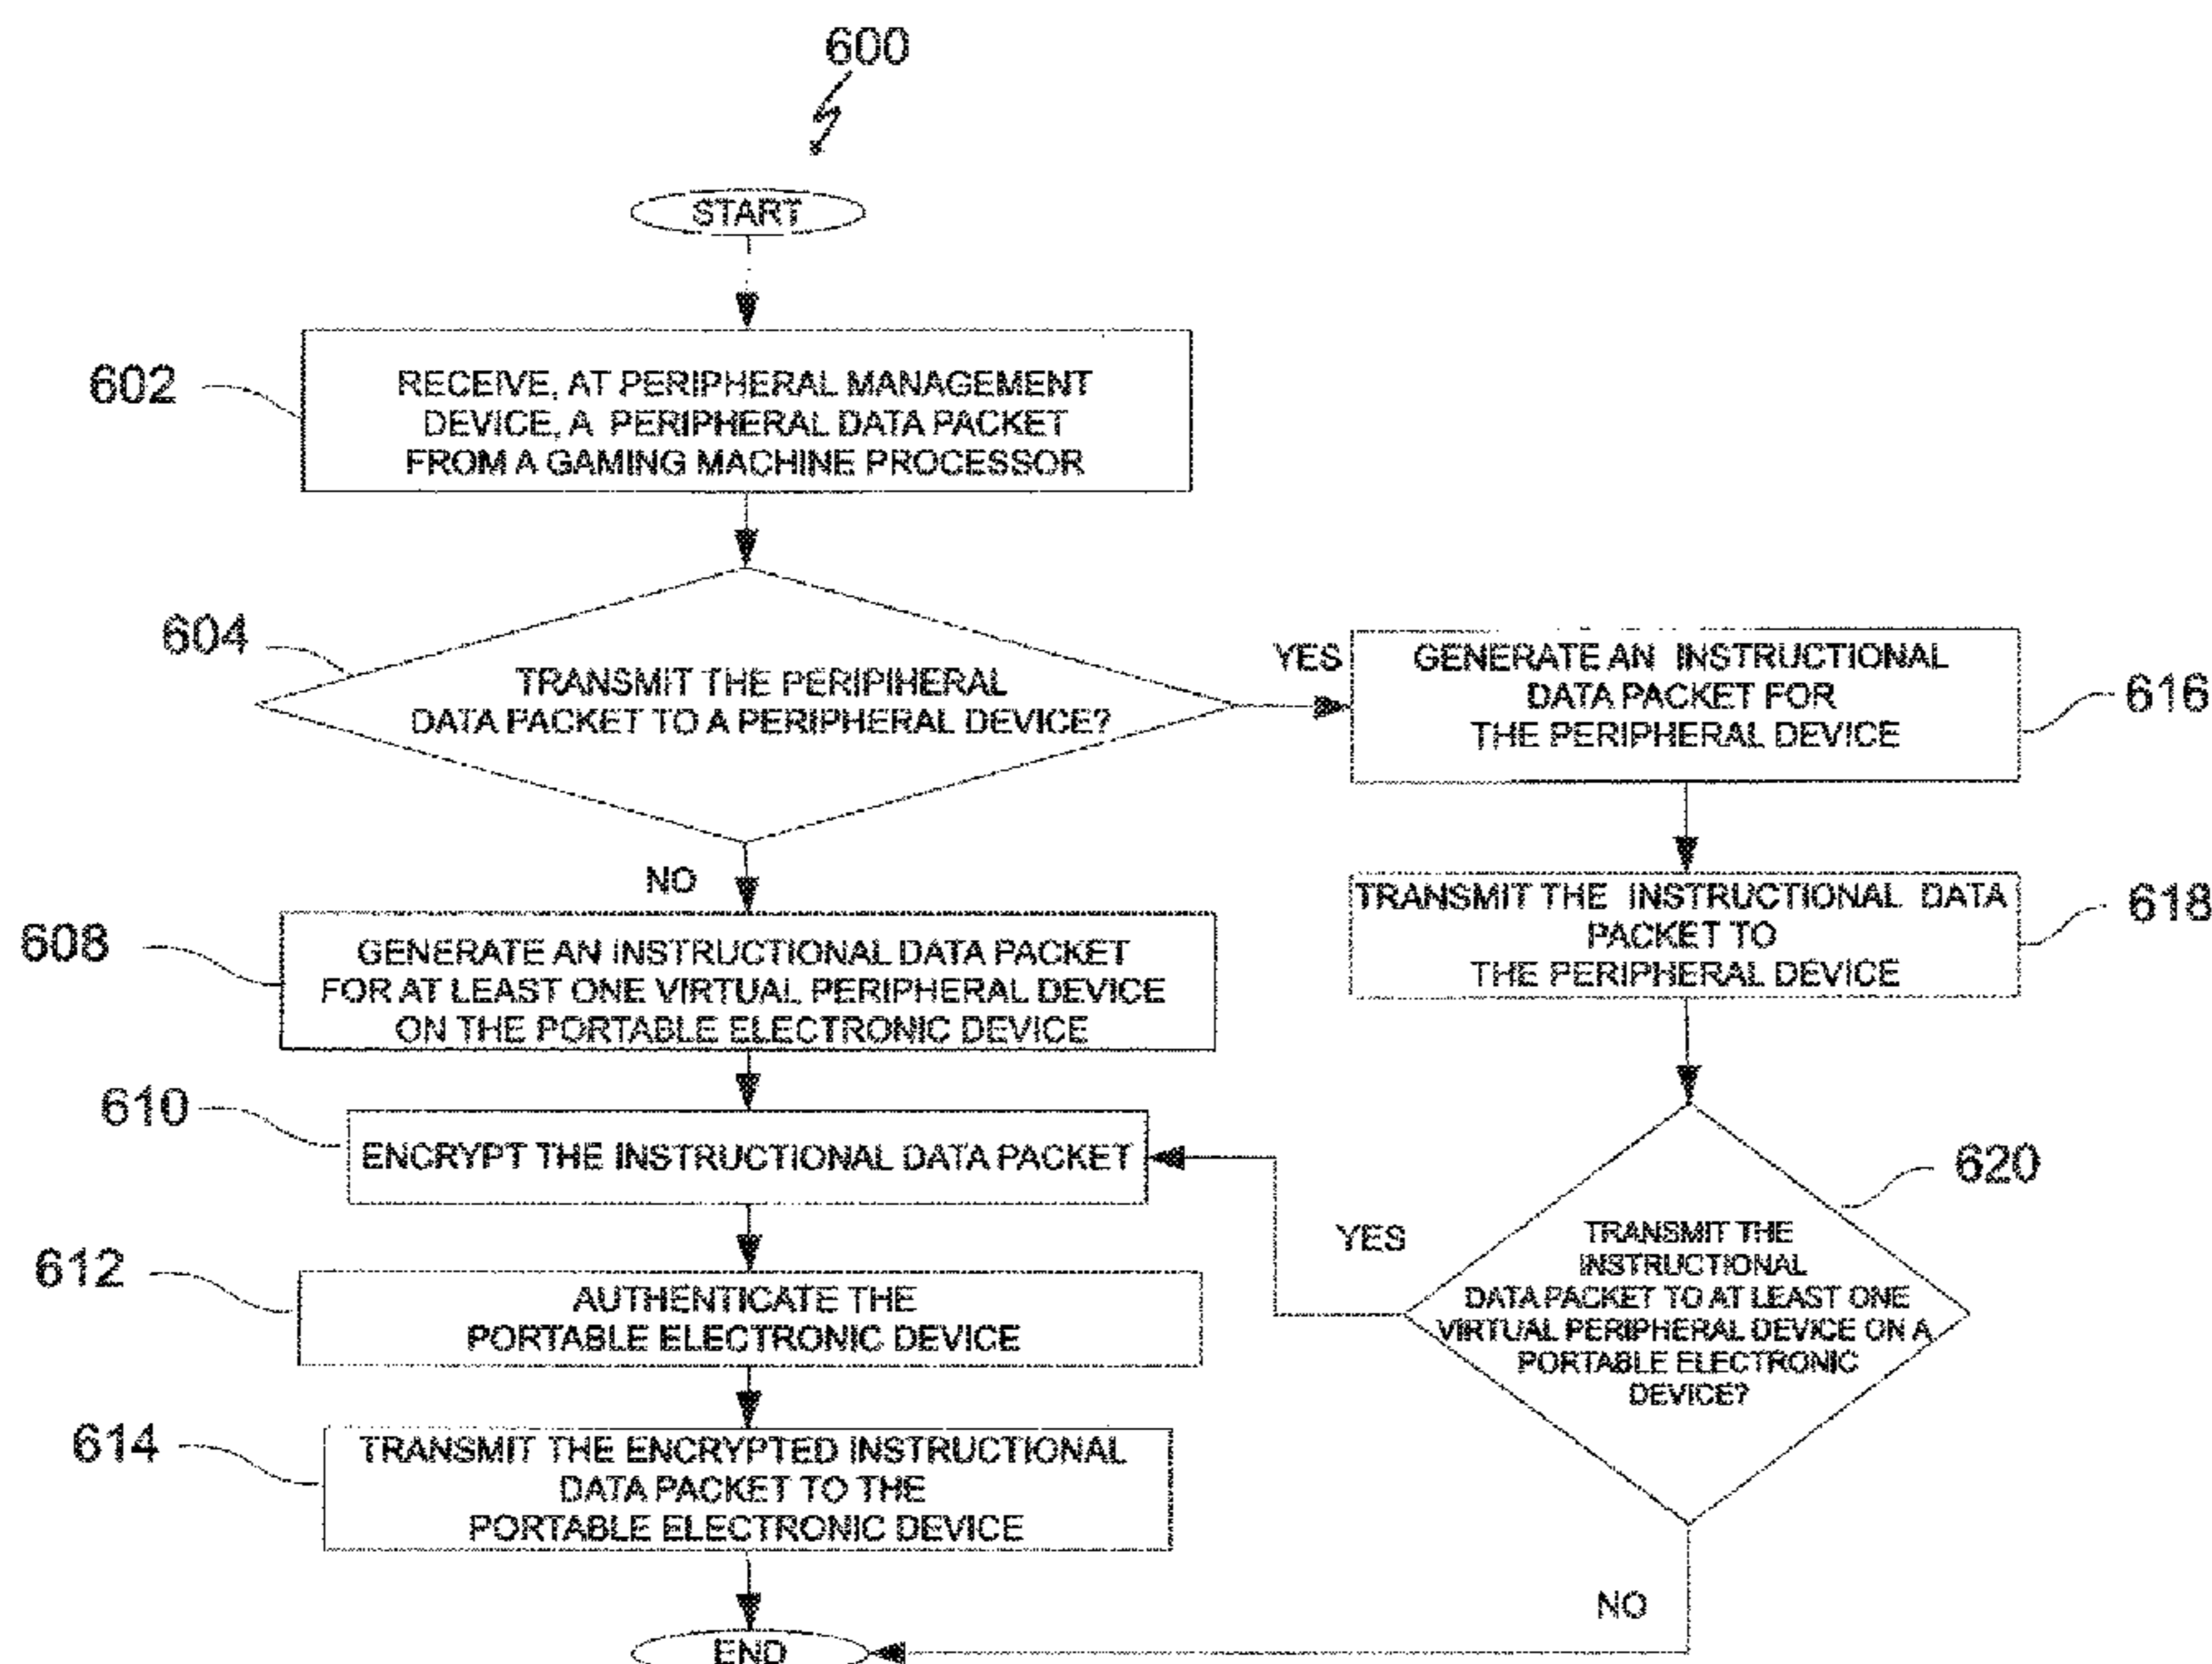 600
START
602
RECEIVE, AT PERIPHERAL MANAGEMENT
DEVICE, A PERIPHERAL DATA PACKET
FROM A GAMING MACHINE PROCESSOR
604
TRANSMIT THE PERIPIHERAL
DATA PACKET TO A PERIPHERAL DEVICE?
YES
GENERATE AN INSTRUCTIONAL
DATA PACKET FOR
THE PERIPHERAL DEVICE
616
NO
608
GENERATE AN INSTRUCTIONAL DATA PACKET
FOR AT LEAST ONE VIRTUAL PERIPHERAL DEVICE
ON THE PORTABLE ELECTRONIC DEVICE
TRANSMIT THE INSTRUCTIONAL DATA
PACKET TO
THE PERIPHERAL DEVICE
618
610
ENCRYPT THE INSTRUCTIONAL DATA PACKET
620
TRANSMIT THE
INSTRUCTIONAL
DATA PACKET TO AT LEAST ONE
VIRTUAL PERIPHERAL DEVICE ON A
PORTABLE ELECTRONIC
DEVICE?
YES
612
AUTHENTICATE THE
PORTABLE ELECTRONIC DEVICE
614
TRANSMIT THE ENCRYPTED INSTRUCTIONAL
DATA PACKET TO THE
PORTABLE ELECTRONIC DEVICE
NO
END